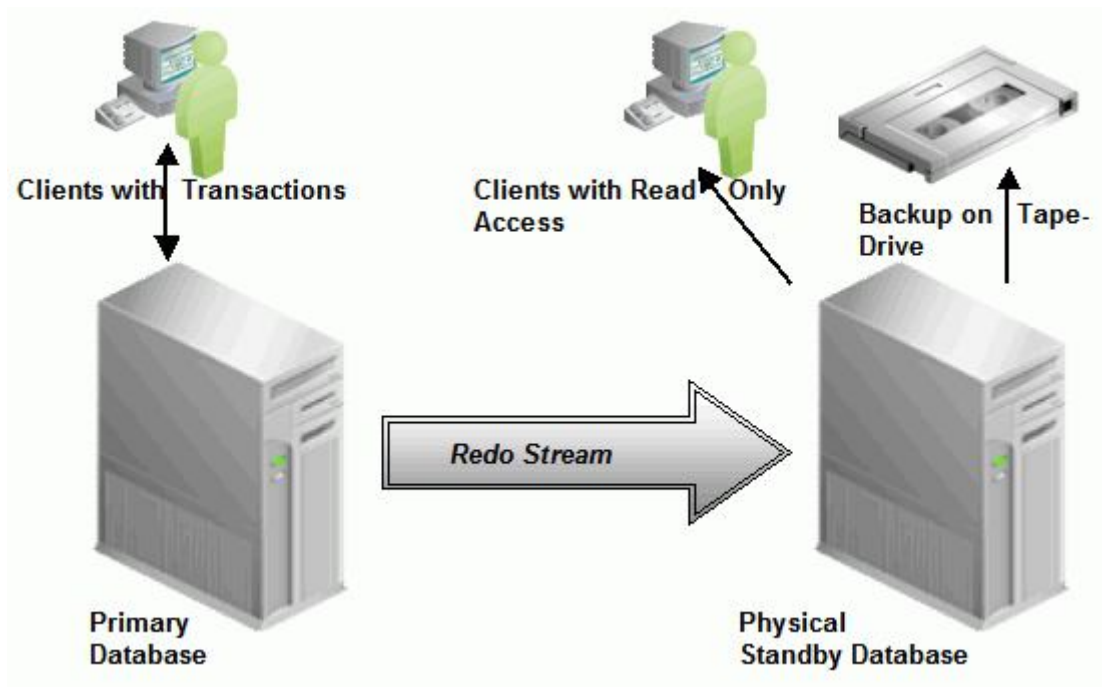 Clients with Transactions
Clients with Read Only
Access
Backup on Tape-
Drive
Redo Stream
Primary
Database
Physical
Standby Database